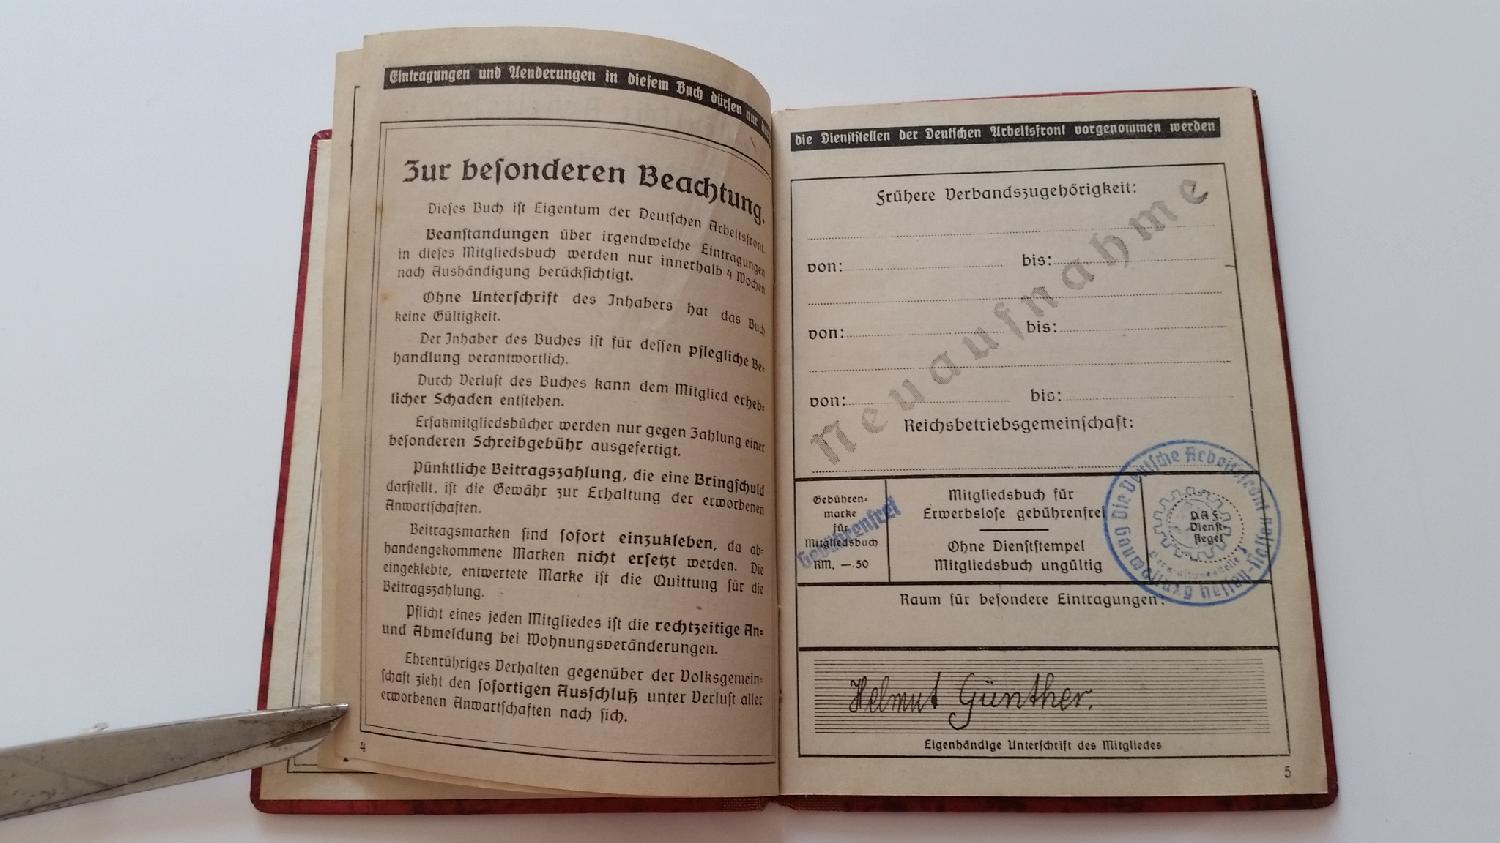 Eintragungen und Aenderungen in diesem Buch dürfen nur
Zur besonderen Beachtung.
Dieses Buch ist Eigentum der Deutschen Arbeitsfront.
Beanstandungen über irgendwelche Eintragungen
in dieses Mitgliedsbuch werden nur innerhalb 4 Wochen
nach Aushändigung berücksichtigt.
Ohne Unterschrift des Inhabers hat das Buch
keine Gültigkeit.
Der Inhaber des Buches ist für dessen pflegliche Be-
handlung verantwortlich.
Durch Verlust des Buches kann dem Mitglied erheb-
licher Schaden entstehen.
Ersatzmitgliedsbücher werden nur gegen Zahlung einer
besonderen Schreibgebühr ausgefertigt.
Pünktliche Beitragszahlung, die eine Bringschuld
darstellt, ist die Gewähr zur Erhaltung der erworbenen
Anwartschaften.
Beitragsmarken sind sofort einzukleben, da ab-
handengekommene Marken nicht ersetzt werden. Die
eingeklebte, entwertete Marke ist die Quittung für die
Beitragszahlung.
Pflicht eines jeden Mitgliedes ist die rechtzeitige An-
und Abmeldung bei Wohnungsveränderungen.
Ehrenrühriges Verhalten gegenüber der Volksgemein-
schaft zieht den sofortigen Ausschluß unter Verlust aller
erworbenen Anwartschaften nach sich.
4
die Dienststellen der Deutschen Arbeitsfront vorgenommen werden
Frühere Verbandszugehörigkeit:
von: bis:
von: bis:
von: bis:
Neuaufnahme
Reichsbetriebsgemeinschaft:
Gebühren-
marke
für
Mitgliedsbuch
RM. —.50
Gebührenfrei
Mitgliedsbuch für
Erwerbslose gebührenfrei
Ohne Dienststempel
Mitgliedsbuch ungültig
D.A.F.
Dienst
siegel
Die Deutsche Arbeitsfront
Raum für besondere Eintragungen:
Helmut Günther.
Eigenhändige Unterschrift des Mitgliedes
5